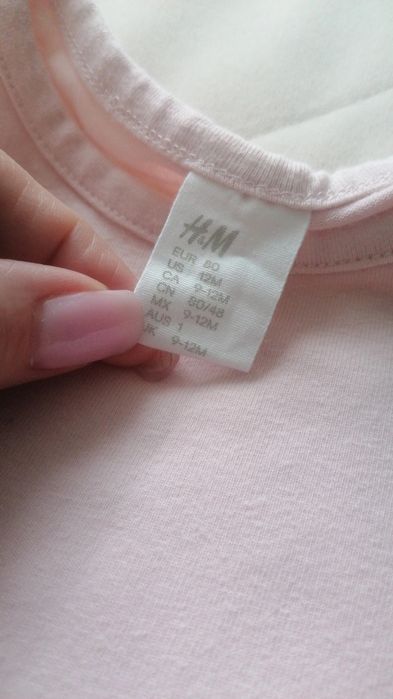 H&M
EUR 80
US 12M
CA 9-12M
CN 80/48
MX 9-12M
AUS 1
UK 9-12M